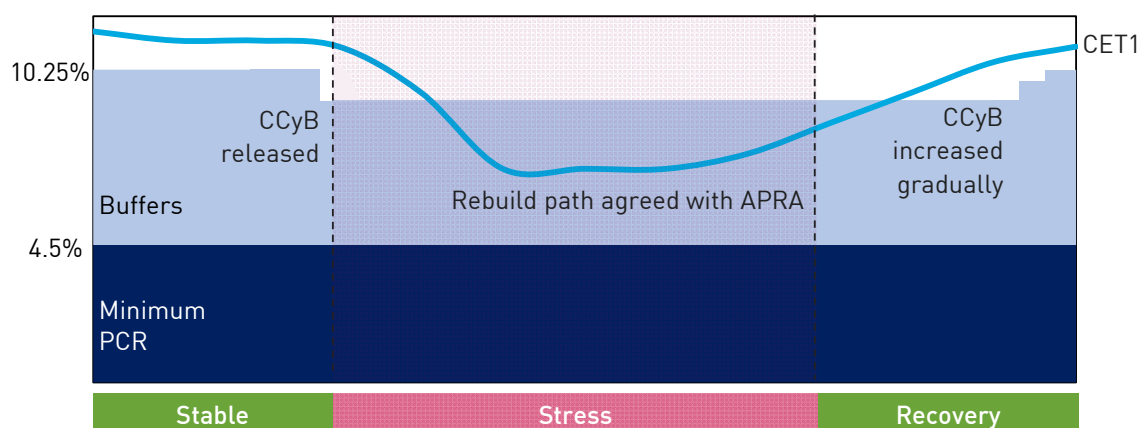 CET1
10.25%
CCyB
released
CCyB
increased
gradually
Buffers
Rebuild path agreed with APRA
4.5%
Minimum
PCR
Stable
Stress
Recovery